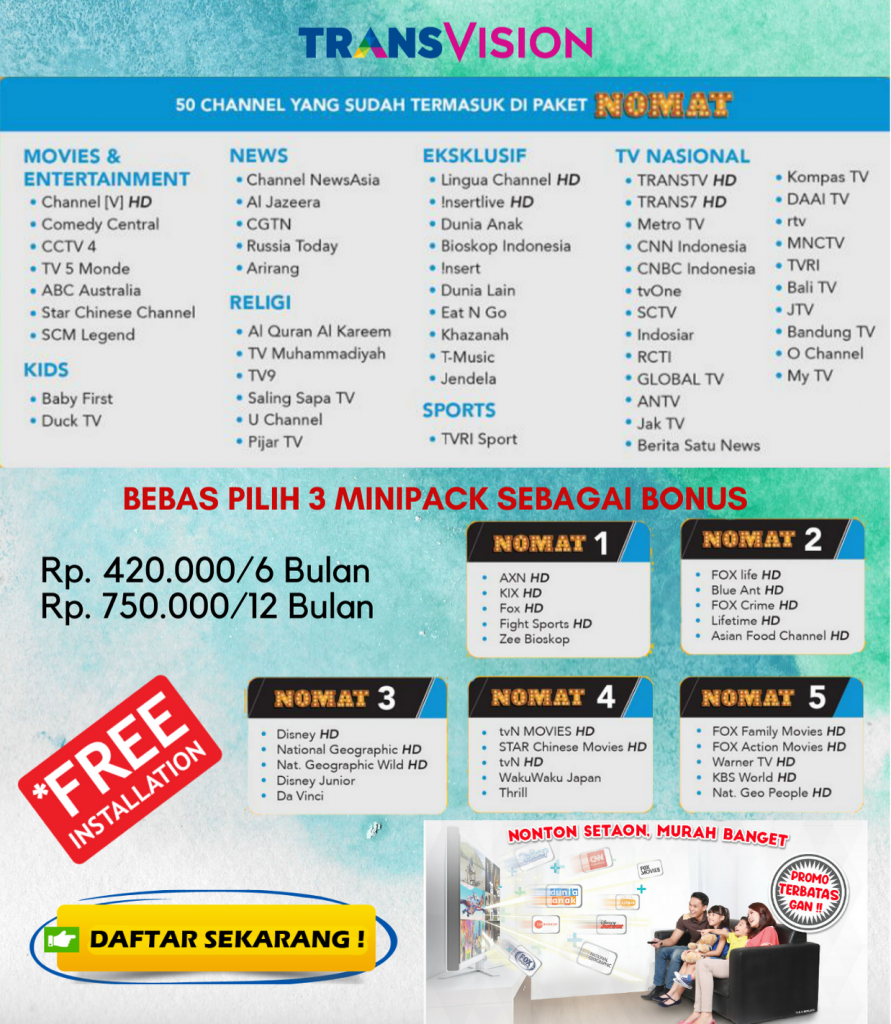 TRANSVISION
50 CHANNEL YANG SUDAH TERMASUK DI PAKET NOMAT
MOVIES &
ENTERTAINMENT
• Channel [V] HD
• Comedy Central
• CCTV 4
• TV 5 Monde
• ABC Australia
• Star Chinese Channel
• SCM Legend
KIDS
• Baby First
• Duck TV
NEWS
• Channel NewsAsia
• Al Jazeera
• CGTN
• Russia Today
• Arirang
RELIGI
• Al Quran Al Kareem
• TV Muhammadiyah
• TV9
• Saling Sapa TV
• U Channel
• Pijar TV
EKSKLUSIF
• Lingua Channel HD
• !nsertlive HD
• Dunia Anak
• Bioskop Indonesia
• !nsert
• Dunia Lain
• Eat N Go
• Khazanah
• T-Music
• Jendela
SPORTS
• TVRI Sport
TV NASIONAL
• TRANSTV HD
• TRANS7 HD
• Metro TV
• CNN Indonesia
• CNBC Indonesia
• tvOne
• SCTV
• Indosiar
• RCTI
• GLOBAL TV
• ANTV
• Jak TV
• Berita Satu News
• Kompas TV
• DAAI TV
• rtv
• MNCTV
• TVRI
• Bali TV
• JTV
• Bandung TV
• O Channel
• My TV
BEBAS PILIH 3 MINIPACK SEBAGAI BONUS
Rp. 420.000/6 Bulan
Rp. 750.000/12 Bulan
NOMAT 1
• AXN HD
• KIX HD
• Fox HD
• Fight Sports HD
• Zee Bioskop
NOMAT 2
• FOX life HD
• Blue Ant HD
• FOX Crime HD
• Lifetime HD
• Asian Food Channel HD
NOMAT 3
• Disney HD
• National Geographic HD
• Nat. Geographic Wild HD
• Disney Junior
• Da Vinci
NOMAT 4
• tvN MOVIES HD
• STAR Chinese Movies HD
• tvN HD
• WakuWaku Japan
• Thrill
NOMAT 5
• FOX Family Movies HD
• FOX Action Movies HD
• Warner TV HD
• KBS World HD
• Nat. Geo People HD
*FREE
INSTALLATION
DAFTAR SEKARANG !
NONTON SETAON, MURAH BANGET
PROMO
TERBATAS
GAN !!
CNN
FOX
MOVIES
dunia
anak
NATIONAL
GEOGRAPHIC
FOX